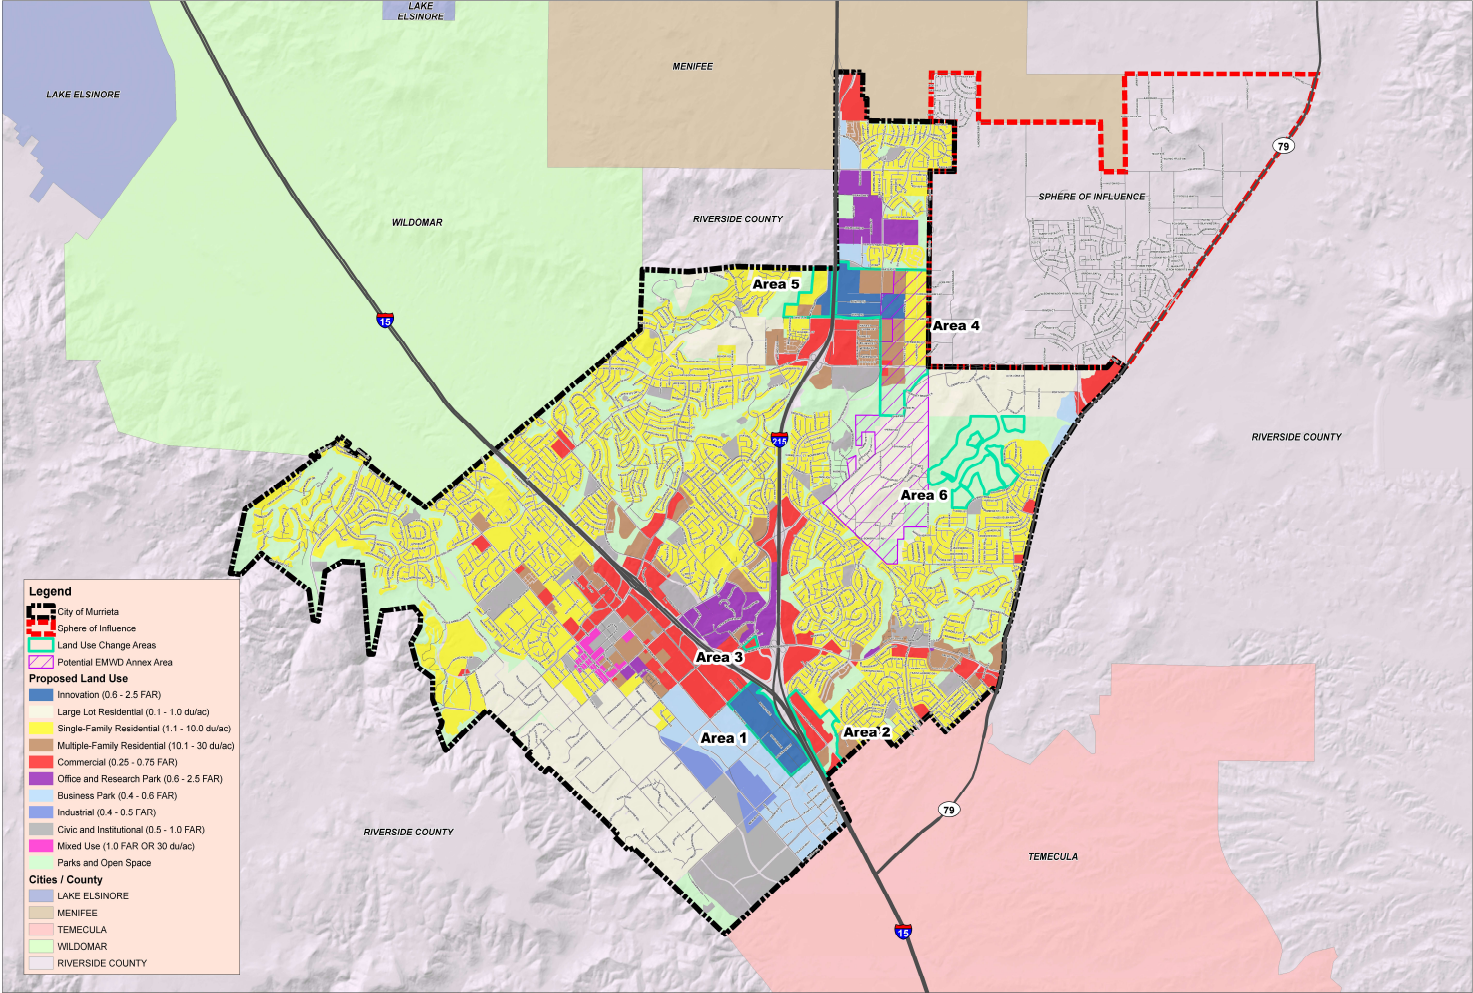 LAKE
ELSINORE
MENIFEE
LAKE ELSINORE
79
SPHERE OF INFLUENCE
WILDOMAR
RIVERSIDE COUNTY
Area 5
15
Area 4
215
RIVERSIDE COUNTY
Area 6
Area 3
Area 1
Area 2
79
RIVERSIDE COUNTY
TEMECULA
15
Legend
City of Murrieta
Sphere of Influence
Land Use Change Areas
Potential EMWD Annex Area
Proposed Land Use
Innovation (0.6 - 2.5 FAR)
Large Lot Residential (0.1 - 1.0 du/ac)
Single-Family Residential (1.1 - 10.0 du/ac)
Multiple-Family Residential (10.1 - 30 du/ac)
Commercial (0.25 - 0.75 FAR)
Office and Research Park (0.6 - 2.5 FAR)
Business Park (0.4 - 0.6 FAR)
Industrial (0.4 - 0.5 FAR)
Civic and Institutional (0.5 - 1.0 FAR)
Mixed Use (1.0 FAR OR 30 du/ac)
Parks and Open Space
Cities / County
LAKE ELSINORE
MENIFEE
TEMECULA
WILDOMAR
RIVERSIDE COUNTY